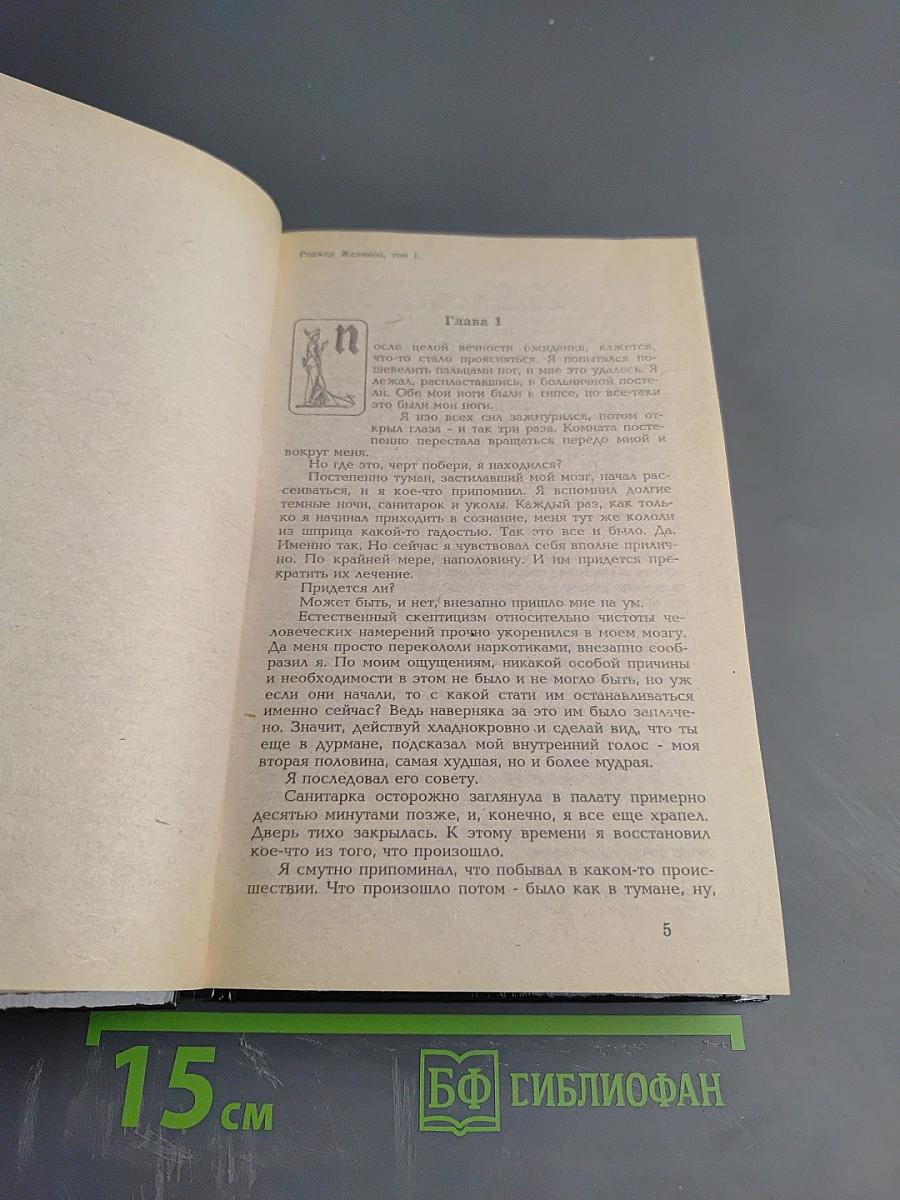 Роджер Желязны, том 1.
Глава 1
После целой вечности ожидания, кажется,
что-то стало проясняться. Я попытался по-
шевелить пальцами ног, и мне это удалось. Я
лежал, распластавшись, в больничной посте-
ли. Обе мои ноги были в гипсе, но все-таки
это были мои ноги.
Я изо всех сил зажмурился, потом от-
крыл глаза - и так три раза. Комната посте-
пенно перестала вращаться передо мной и
вокруг меня.
Но где это, черт побери, я находился?
Постепенно туман, застилавший мой мозг, начал рас-
сеиваться, и я кое-что припомнил. Я вспомнил долгие
темные ночи, санитарок и уколы. Каждый раз, как толь-
ко я начинал приходить в сознание, меня тут же кололи
из шприца какой-то гадостью. Так это все и было. Да.
Именно так. Но сейчас я чувствовал себя вполне прилич-
но. По крайней мере, наполовину. И им придется пре-
кратить их лечение.
Придется ли?
Может быть, и нет, внезапно пришло мне на ум.
Естественный скептицизм относительно чистоты че-
ловеческих намерений прочно укоренился в моем мозгу.
Да меня просто перекололи наркотиками, внезапно сооб-
разил я. По моим ощущениям, никакой особой причины
и необходимости в этом не было и не могло быть, но уж
если они начали, то с какой стати им останавливаться
именно сейчас? Ведь наверняка за это им было заплаче-
но. Значит, действуй хладнокровно и сделай вид, что ты
еще в дурмане, подсказал мой внутренний голос - моя
вторая половина, самая худшая, но и более мудрая.
Я последовал его совету.
Санитарка осторожно заглянула в палату примерно
десятью минутами позже, и, конечно, я все еще храпел.
Дверь тихо закрылась. К этому времени я восстановил
кое-что из того, что произошло.
Я смутно припоминал, что побывал в каком-то проис-
шествии. Что произошло потом - было как в тумане, ну,
5
15 см
БФ БИБЛИОФАН